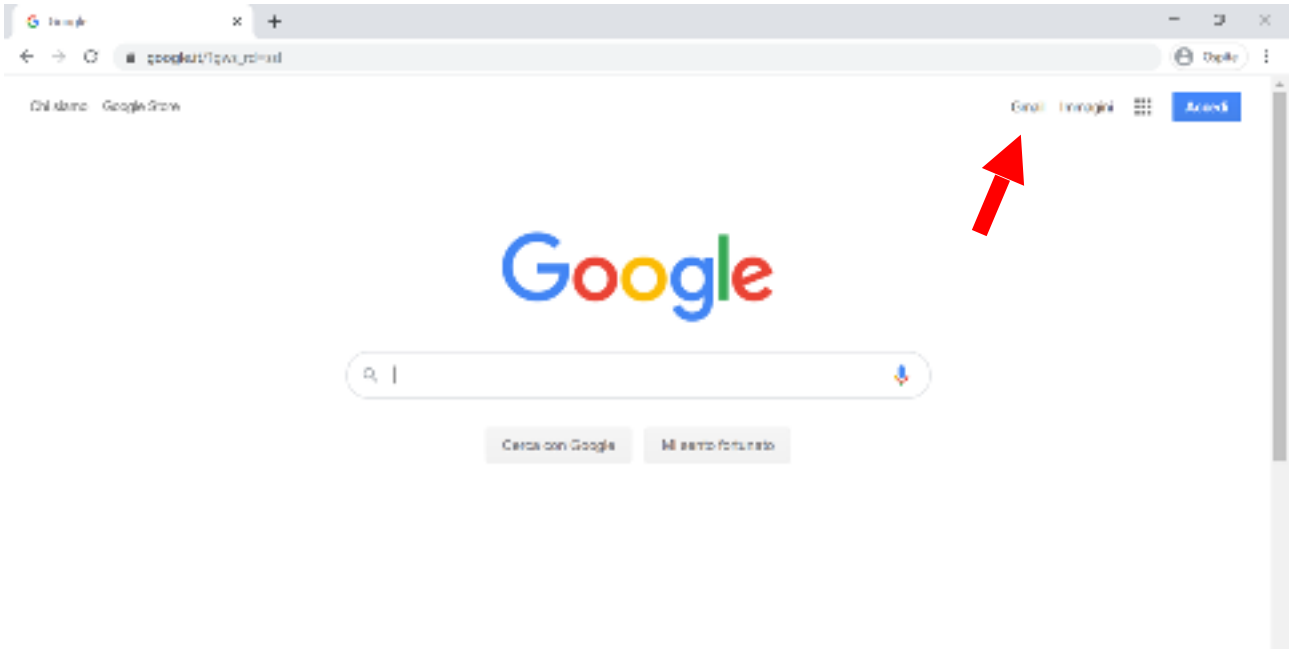 Google
google.it/?gws_rd=ssl
Ospite
Chi siamo Google Store
Gmail Immagini
Accedi
Google
Cerca con Google Mi sento fortunato